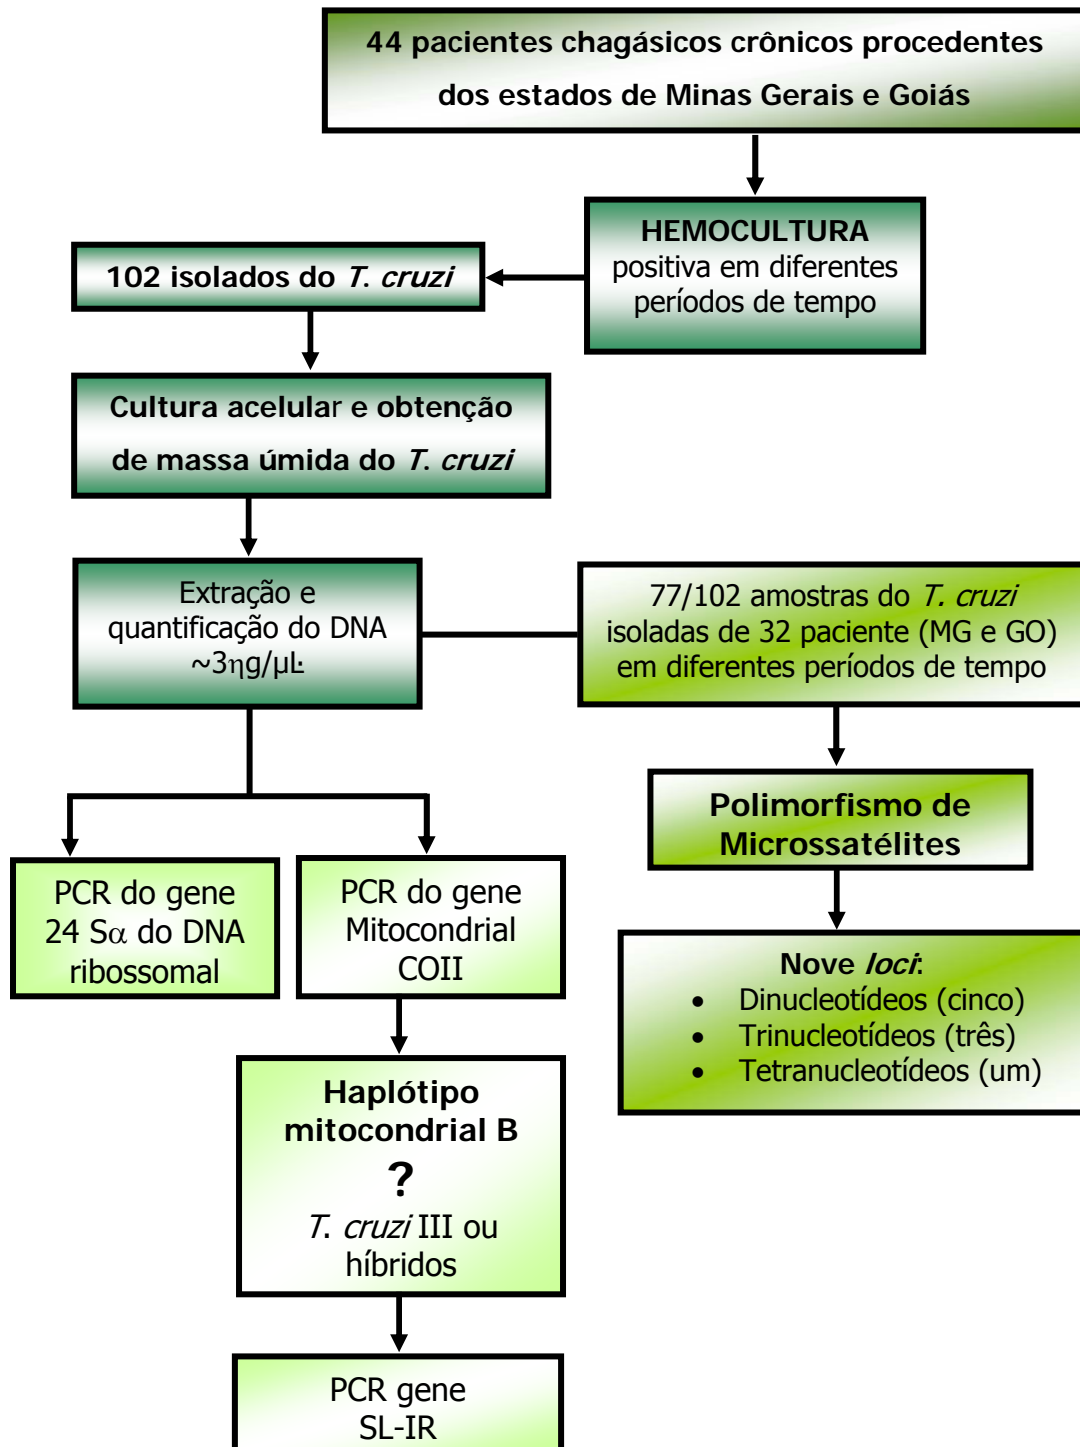 44 pacientes chagásicos crônicos procedentes
dos estados de Minas Gerais e Goiás
HEMOCULTURA
positiva em diferentes
períodos de tempo
102 isolados do T. cruzi
Cultura acelular e obtenção
de massa úmida do T. cruzi
Extração e
quantificação do DNA
~3ηg/µL
77/102 amostras do T. cruzi
isoladas de 32 paciente (MG e GO)
em diferentes períodos de tempo
Polimorfismo de
Microssatélites
Nove loci:
• Dinucleotídeos (cinco)
• Trinucleotídeos (três)
• Tetranucleotídeos (um)
PCR do gene
24 Sα do DNA
ribossomal
PCR do gene
Mitocondrial
COII
Haplótipo
mitocondrial B
?
T. cruzi III ou
híbridos
PCR gene
SL-IR